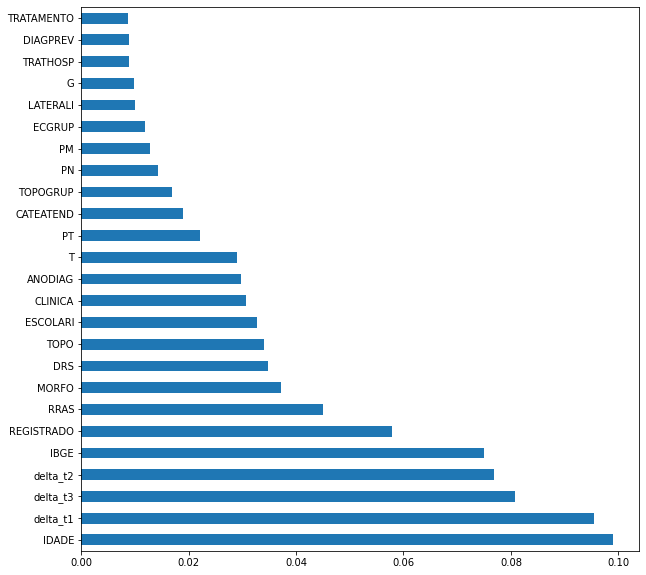 TRATAMENTO
DIAGPREV
TRATHOSP
G
LATERALI
ECGRUP
PM
PN
TOPOGRUP
CATEATEND
PT
T
ANODIAG
CLINICA
ESCOLARI
TOPO
DRS
MORFO
RRAS
REGISTRADO
IBGE
delta_t2
delta_t3
delta_t1
IDADE
0.00 0.02 0.04 0.06 0.08 0.10